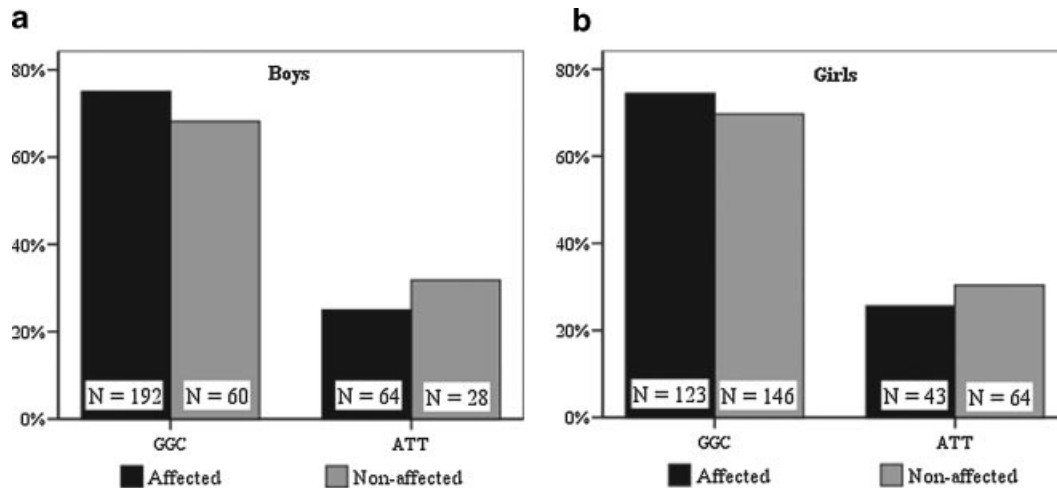 a
Boys
80%
60%
40%
20%
0%
N = 192
N = 60
N = 64
N = 28
GGC
ATT
Affected
Non-affected
b
Girls
80%
60%
40%
20%
0%
N = 123
N = 146
N = 43
N = 64
GGC
ATT
Affected
Non-affected